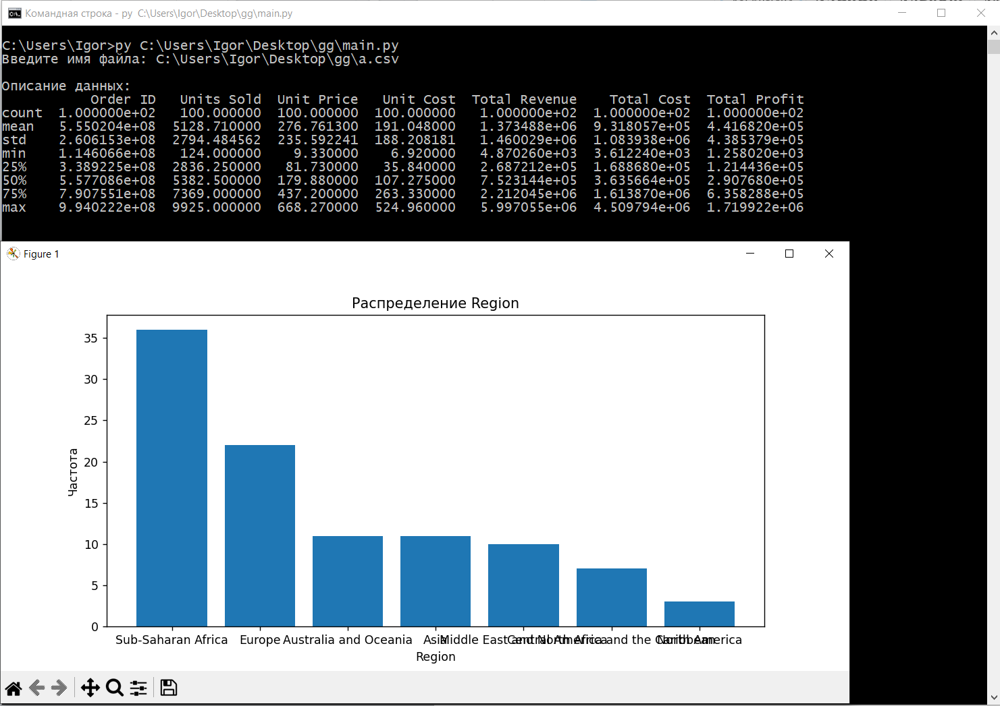 Командная строка - py C:\Users\Igor\Desktop\gg\main.py
C:\Users\Igor>py C:\Users\Igor\Desktop\gg\main.py
Введите имя файла: C:\Users\Igor\Desktop\gg\a.csv
Описание данных:
Order ID Units Sold Unit Price Unit Cost Total Revenue Total Cost Total Profit
count 1.000000e+02 100.000000 100.000000 100.000000 1.000000e+02 1.000000e+02 1.000000e+02
mean 5.550204e+08 5128.710000 276.761300 191.048000 1.373488e+06 9.318057e+05 4.416820e+05
std 2.606153e+08 2794.484562 235.592241 188.208181 1.460029e+06 1.083938e+06 4.385379e+05
min 1.146066e+08 124.000000 9.330000 6.920000 4.870260e+03 3.612240e+03 1.258020e+03
25% 3.389225e+08 2836.250000 81.730000 35.840000 2.687212e+05 1.688680e+05 1.214436e+05
50% 5.577086e+08 5382.500000 179.880000 107.275000 7.523144e+05 3.635664e+05 2.907680e+05
75% 7.907551e+08 7369.000000 437.200000 263.330000 2.212045e+06 1.613870e+06 6.358288e+05
max 9.940222e+08 9925.000000 668.270000 524.960000 5.997055e+06 4.509794e+06 1.719922e+06
Figure 1
Распределение Region
35
30
25
20
15
10
5
0
Частота
Sub-Saharan Africa Europe Australia and Oceania Asia Middle East and North Africa Central America and the Caribbean North America
Region